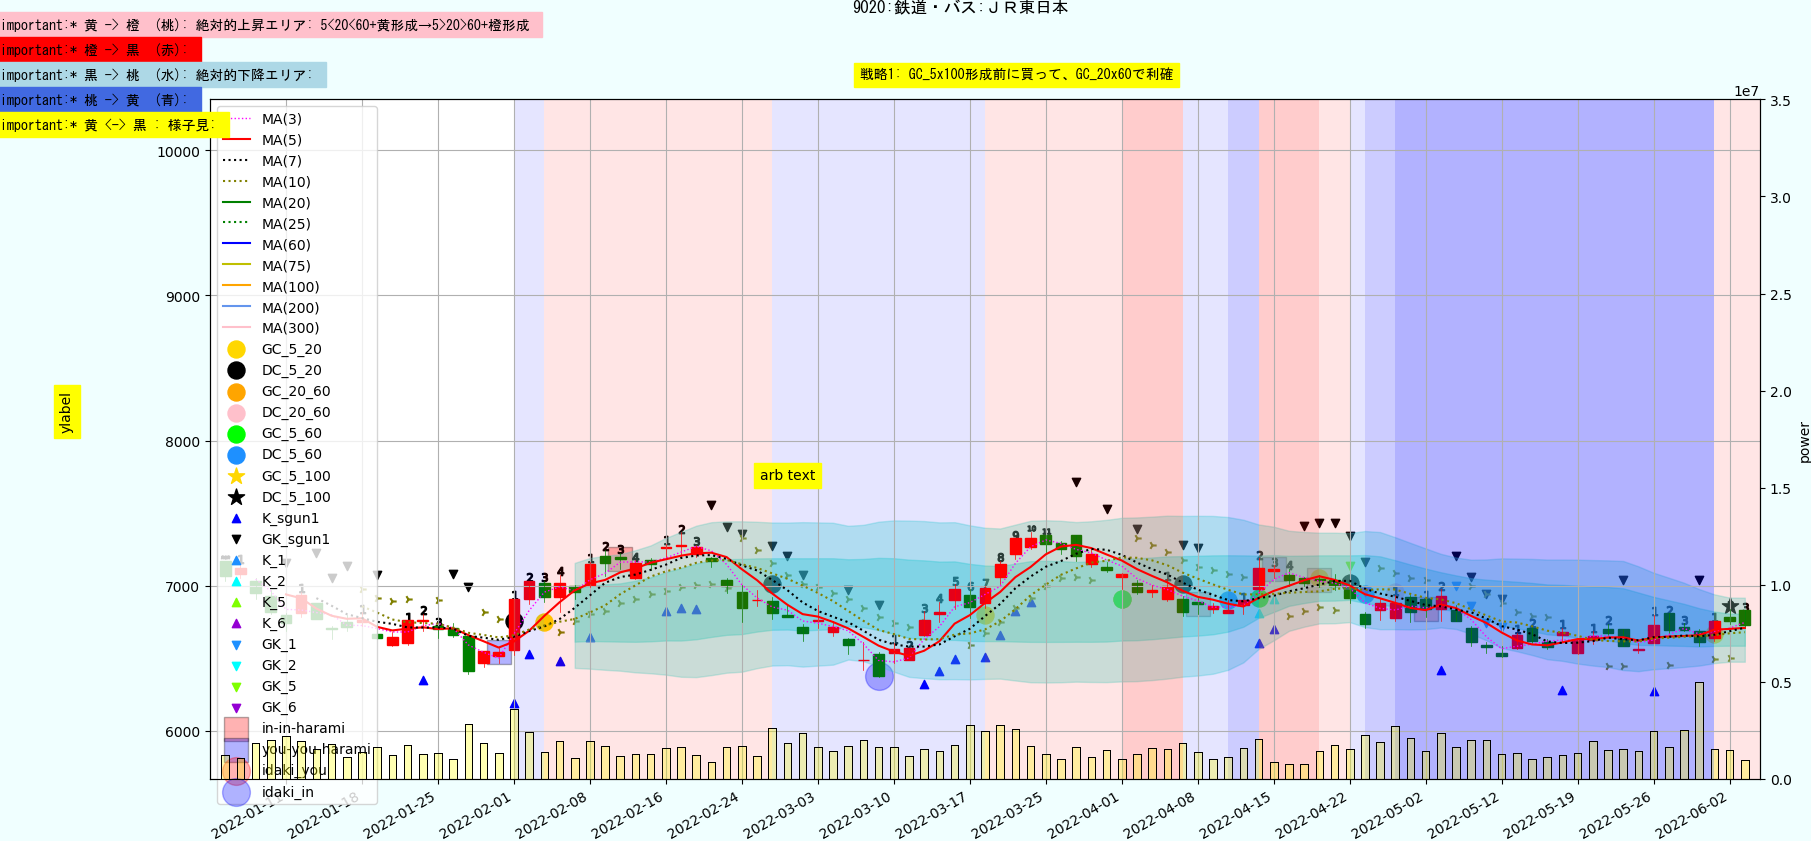 9020:鉄道・バス:ＪＲ東日本
important:* 黄 -> 橙 (桃): 絶対的上昇エリア: 5<20<60+黄形成→5>20>60+橙形成
important:* 橙 -> 黒 (赤):
important:* 黒 -> 桃 (水): 絶対的下降エリア:
戦略1: GC_5x100形成前に買って、GC_20x60で利確
important:* 桃 -> 黄 (青):
important:* 黄 <-> 黒 : 様子見:
1e7
MA(3)
MA(5)
MA(7)
MA(10)
MA(20)
MA(25)
MA(60)
MA(75)
MA(100)
MA(200)
MA(300)
GC_5_20
DC_5_20
GC_20_60
DC_20_60
GC_5_60
DC_5_60
GC_5_100
DC_5_100
K_sgun1
GK_sgun1
K_1
K_2
K_5
K_6
GK_1
GK_2
GK_5
GK_6
in-in-harami
you-you-harami
idaki_you
idaki_in
10000
9000
8000
7000
6000
ylabel
arb text
3.5
3.0
2.5
2.0
1.5
1.0
0.5
0.0
power
2022-01-18
2022-01-25
2022-02-01
2022-02-08
2022-02-16
2022-02-24
2022-03-03
2022-03-10
2022-03-17
2022-03-25
2022-04-01
2022-04-08
2022-04-15
2022-04-22
2022-05-02
2022-05-12
2022-05-19
2022-05-26
2022-06-02